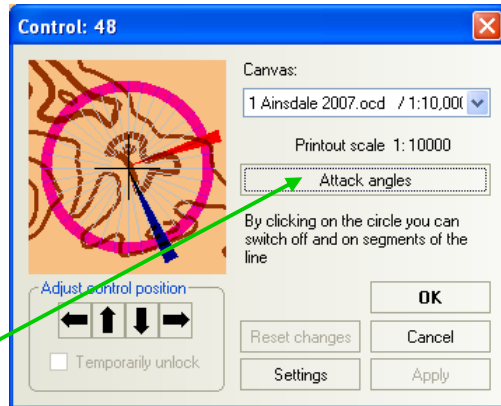 Control: 48
Canvas:
1 Ainsdale 2007.ocd / 1:10,00(
Printout scale 1: 10000
Attack angles
By clicking on the circle you can
switch off and on segments of the
line
Adjust control position
Temporarily unlock
OK
Reset changes
Cancel
Settings
Apply